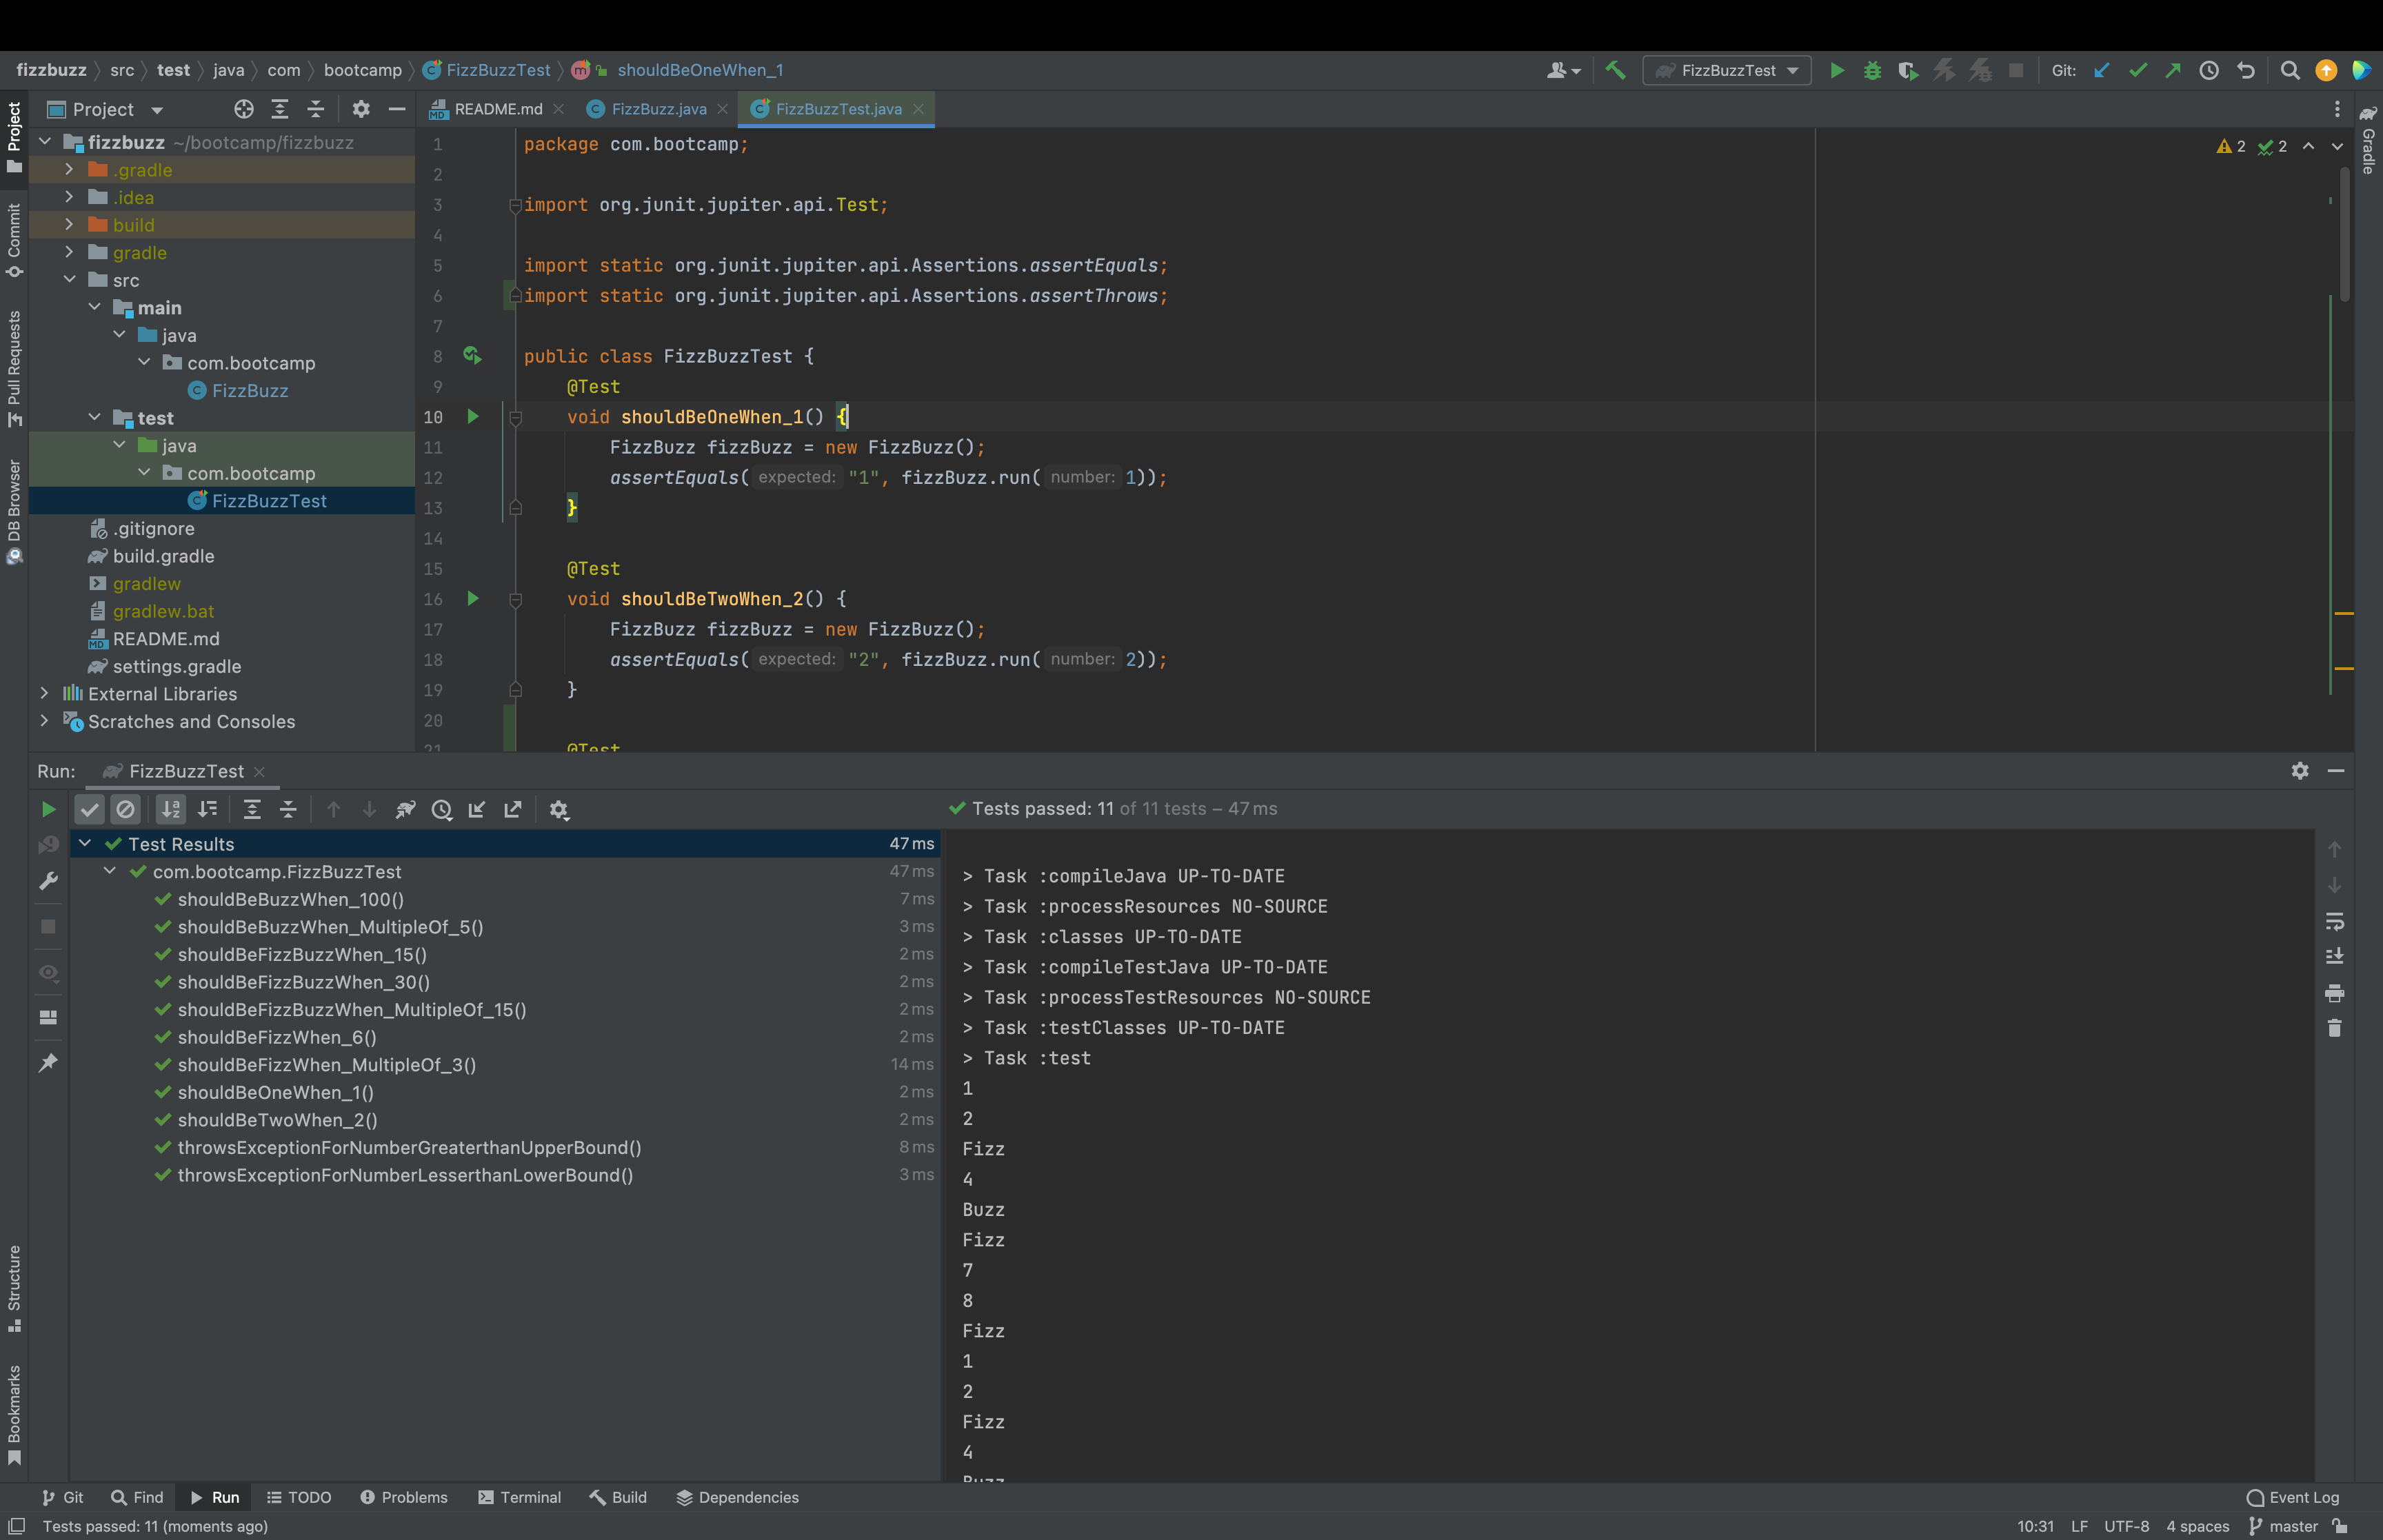 fizzbuzz src test java com bootcamp FizzBuzzTest shouldBeOneWhen_1 FizzBuzzTest Git:
Project README.md FizzBuzz.java FizzBuzzTest.java
Project
Commit
Pull Requests
DB Browser
Structure
Bookmarks
Gradle
fizzbuzz ~/bootcamp/fizzbuzz
.gradle
.idea
build
gradle
src
main
java
com.bootcamp
FizzBuzz
test
java
com.bootcamp
FizzBuzzTest
.gitignore
build.gradle
gradlew
gradlew.bat
README.md
settings.gradle
External Libraries
Scratches and Consoles
2 2
1 package com.bootcamp;
2
3 import org.junit.jupiter.api.Test;
4
5 import static org.junit.jupiter.api.Assertions.assertEquals;
6 import static org.junit.jupiter.api.Assertions.assertThrows;
7
8 public class FizzBuzzTest {
9 @Test
10 void shouldBeOneWhen_1() {
11 FizzBuzz fizzBuzz = new FizzBuzz();
12 assertEquals( expected: "1", fizzBuzz.run( number: 1));
13 }
14
15 @Test
16 void shouldBeTwoWhen_2() {
17 FizzBuzz fizzBuzz = new FizzBuzz();
18 assertEquals( expected: "2", fizzBuzz.run( number: 2));
19 }
20
21 @Test
Run: FizzBuzzTest
Tests passed: 11 of 11 tests – 47 ms
Test Results 47 ms
com.bootcamp.FizzBuzzTest 47 ms
shouldBeBuzzWhen_100() 7 ms
shouldBeBuzzWhen_MultipleOf_5() 3 ms
shouldBeFizzBuzzWhen_15() 2 ms
shouldBeFizzBuzzWhen_30() 2 ms
shouldBeFizzBuzzWhen_MultipleOf_15() 2 ms
shouldBeFizzWhen_6() 2 ms
shouldBeFizzWhen_MultipleOf_3() 14 ms
shouldBeOneWhen_1() 2 ms
shouldBeTwoWhen_2() 2 ms
throwsExceptionForNumberGreaterthanUpperBound() 8 ms
throwsExceptionForNumberLesserthanLowerBound() 3 ms
> Task :compileJava UP-TO-DATE
> Task :processResources NO-SOURCE
> Task :classes UP-TO-DATE
> Task :compileTestJava UP-TO-DATE
> Task :processTestResources NO-SOURCE
> Task :testClasses UP-TO-DATE
> Task :test
1
2
Fizz
4
Buzz
Fizz
7
8
Fizz
1
2
Fizz
4
Buzz
Git Find Run TODO Problems Terminal Build Dependencies Event Log
Tests passed: 11 (moments ago) 10:31 LF UTF-8 4 spaces master